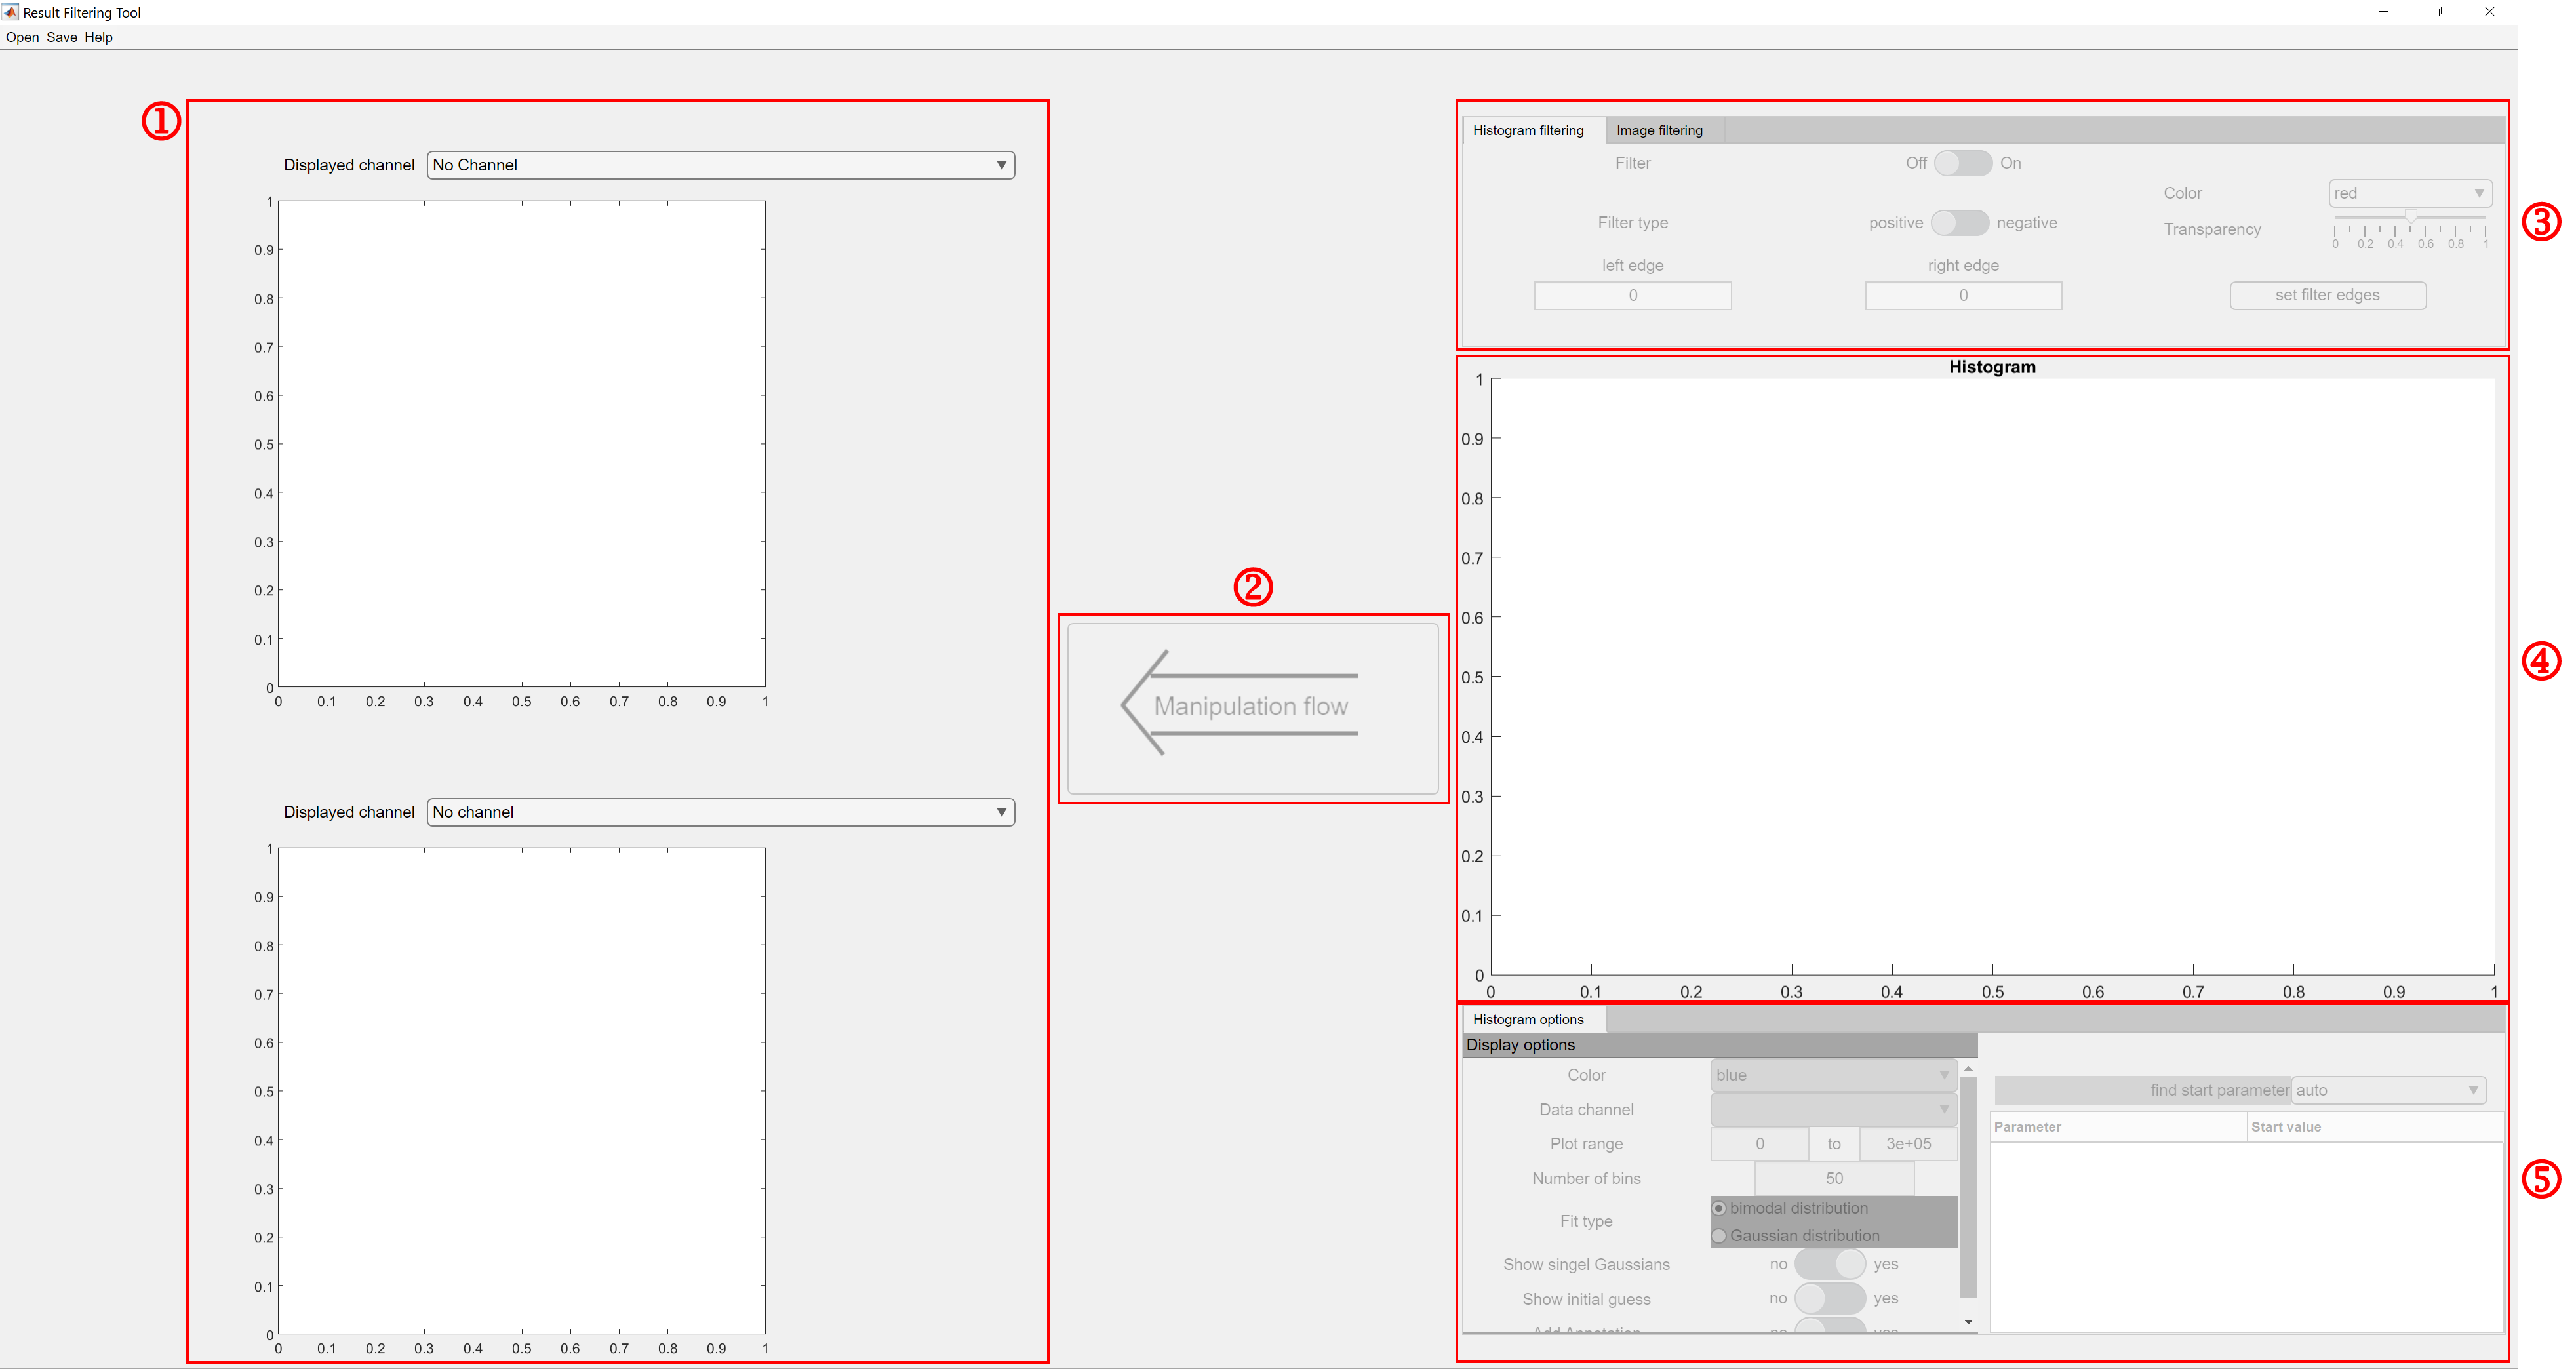 Result Filtering Tool
Open Save Help
①
Displayed channel No Channel
1
0.9
0.8
0.7
0.6
0.5
0.4
0.3
0.2
0.1
0
0 0.1 0.2 0.3 0.4 0.5 0.6 0.7 0.8 0.9 1
Displayed channel No channel
1
0.9
0.8
0.7
0.6
0.5
0.4
0.3
0.2
0.1
0
0 0.1 0.2 0.3 0.4 0.5 0.6 0.7 0.8 0.9 1
②
Manipulation flow
③
Histogram filtering Image filtering
Filter Off On
Color red
Filter type positive negative
Transparency
0 0.2 0.4 0.6 0.8 1
left edge right edge
0 0 set filter edges
④
Histogram
1
0.9
0.8
0.7
0.6
0.5
0.4
0.3
0.2
0.1
0
0 0.1 0.2 0.3 0.4 0.5 0.6 0.7 0.8 0.9 1
⑤
Histogram options
Display options
Color blue
Data channel
Plot range 0 to 3e+05
Number of bins 50
Fit type bimodal distribution
Gaussian distribution
Show singel Gaussians no yes
Show initial guess no yes
Add Annotation no yes
find start parameter auto
Parameter Start value